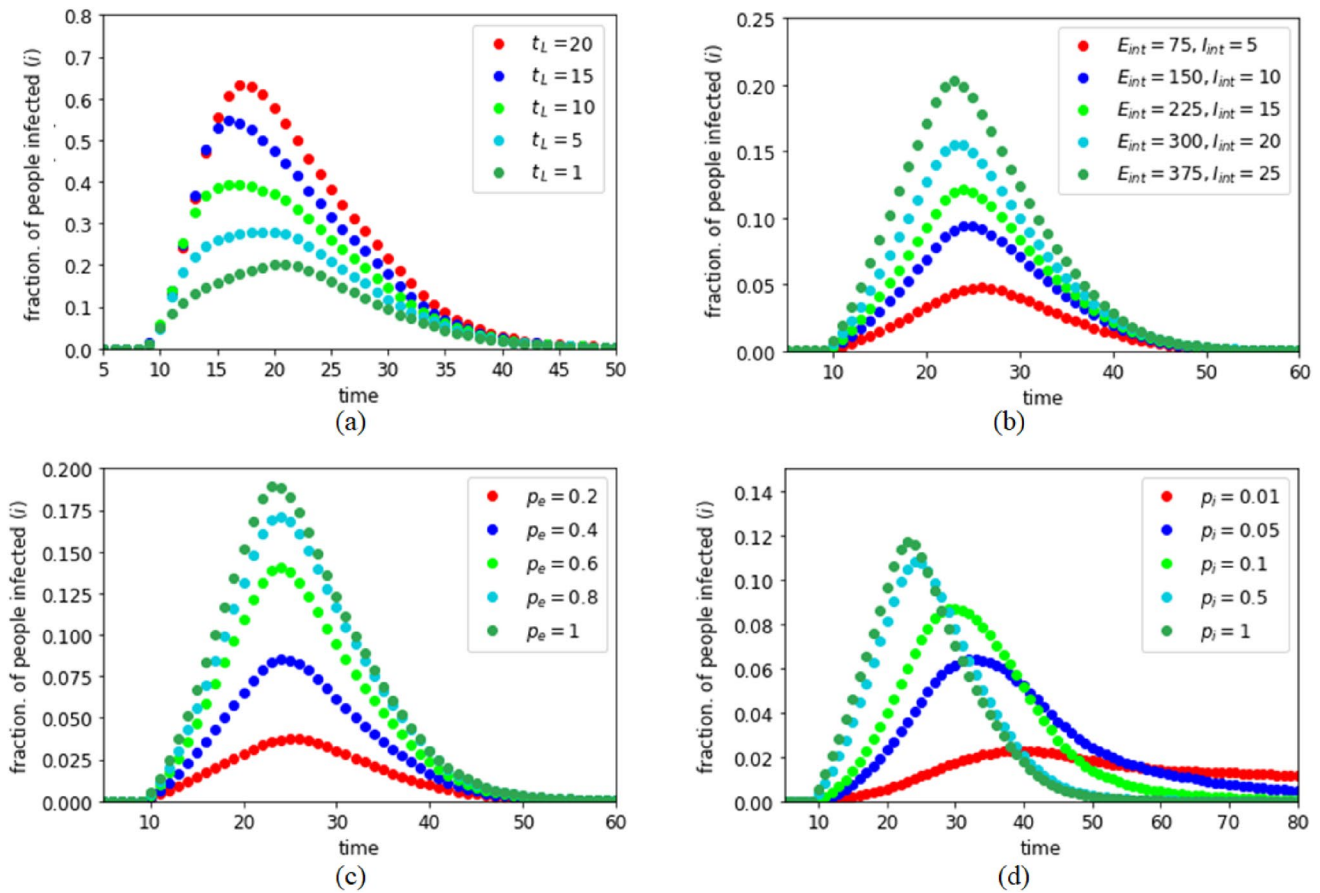 0.8
0.7
0.6
0.5
0.4
0.3
0.2
0.1
0.0
fraction. of people infected (i)
t_L = 20
t_L = 15
t_L = 10
t_L = 5
t_L = 1
5 10 15 20 25 30 35 40 45 50
time
(a)
0.25
0.20
0.15
0.10
0.05
0.00
fraction. of people infected (i)
E_int = 75, I_int = 5
E_int = 150, I_int = 10
E_int = 225, I_int = 15
E_int = 300, I_int = 20
E_int = 375, I_int = 25
10 20 30 40 50 60
time
(b)
0.200
0.175
0.150
0.125
0.100
0.075
0.050
0.025
0.000
fraction. of people infected (i)
p_e = 0.2
p_e = 0.4
p_e = 0.6
p_e = 0.8
p_e = 1
10 20 30 40 50 60
time
(c)
0.14
0.12
0.10
0.08
0.06
0.04
0.02
0.00
fraction. of people infected (i)
p_i = 0.01
p_i = 0.05
p_i = 0.1
p_i = 0.5
p_i = 1
10 20 30 40 50 60 70 80
time
(d)